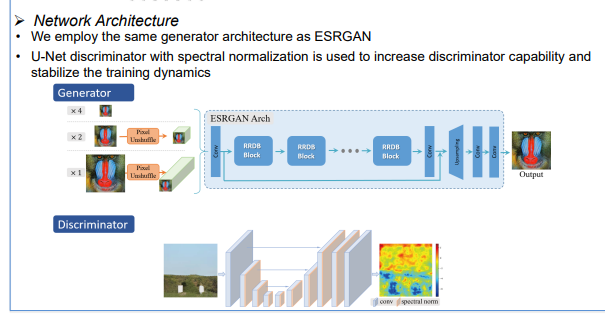 ➤ Network Architecture
• We employ the same generator architecture as ESRGAN
• U-Net discriminator with spectral normalization is used to increase discriminator capability and
stabilize the training dynamics
Generator
×4
×2
Pixel
Unshuffle
×1
Pixel
Unshuffle
ESRGAN Arch
Conv
RRDB
Block
RRDB
Block
RRDB
Block
Conv
Upsampling
Conv
Conv
Output
Discriminator
conv
spectral norm